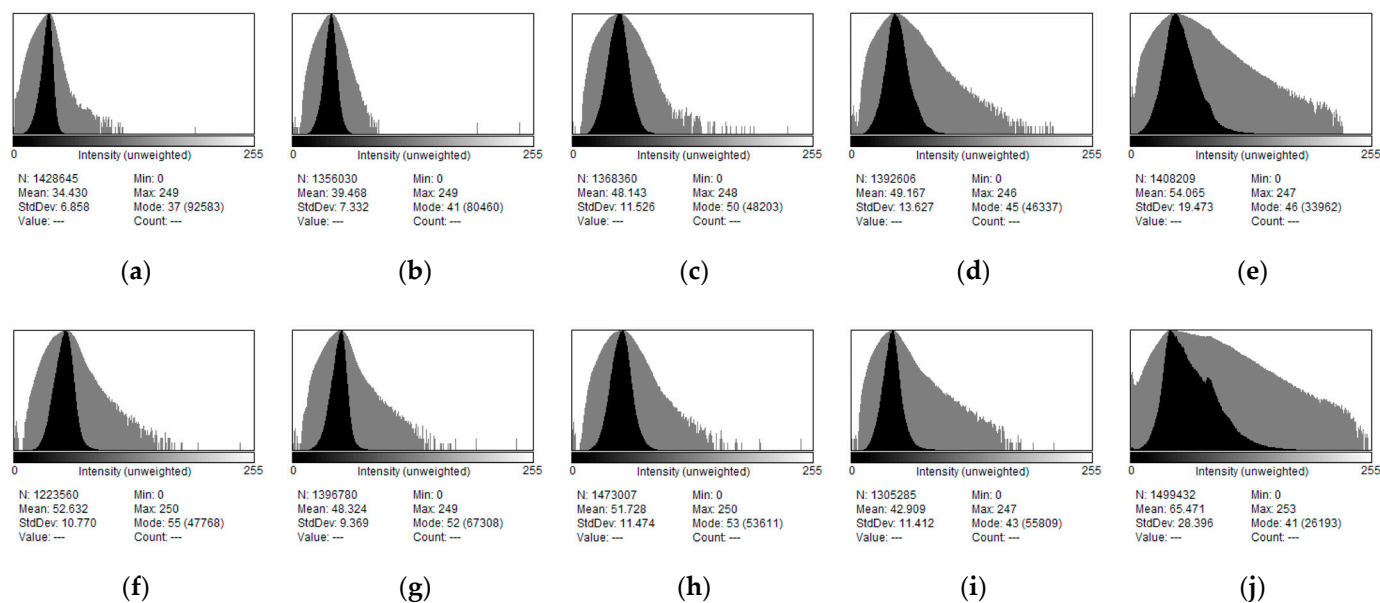 0 Intensity (unweighted) 255 0 Intensity (unweighted) 255 0 Intensity (unweighted) 255 0 Intensity (unweighted) 255 0 Intensity (unweighted) 255
N: 1428645 Min: 0 N: 1356030 Min: 0 N: 1368360 Min: 0 N: 1392606 Min: 0 N: 1408209 Min: 0
Mean: 34.430 Max: 249 Mean: 39.468 Max: 249 Mean: 48.143 Max: 248 Mean: 49.167 Max: 246 Mean: 54.065 Max: 247
StdDev: 6.858 Mode: 37 (92583) StdDev: 7.332 Mode: 41 (80460) StdDev: 11.526 Mode: 50 (48203) StdDev: 13.627 Mode: 45 (46337) StdDev: 19.473 Mode: 46 (33962)
Value: --- Count: --- Value: --- Count: --- Value: --- Count: --- Value: --- Count: --- Value: --- Count: ---
(a) (b) (c) (d) (e)
0 Intensity (unweighted) 255 0 Intensity (unweighted) 255 0 Intensity (unweighted) 255 0 Intensity (unweighted) 255 0 Intensity (unweighted) 255
N: 1223560 Min: 0 N: 1396780 Min: 0 N: 1473007 Min: 0 N: 1305285 Min: 0 N: 1499432 Min: 0
Mean: 52.632 Max: 250 Mean: 48.324 Max: 249 Mean: 51.728 Max: 250 Mean: 42.909 Max: 247 Mean: 65.471 Max: 253
StdDev: 10.770 Mode: 55 (47768) StdDev: 9.369 Mode: 52 (67308) StdDev: 11.474 Mode: 53 (53611) StdDev: 11.412 Mode: 43 (55809) StdDev: 28.396 Mode: 41 (26193)
Value: --- Count: --- Value: --- Count: --- Value: --- Count: --- Value: --- Count: --- Value: --- Count: ---
(f) (g) (h) (i) (j)